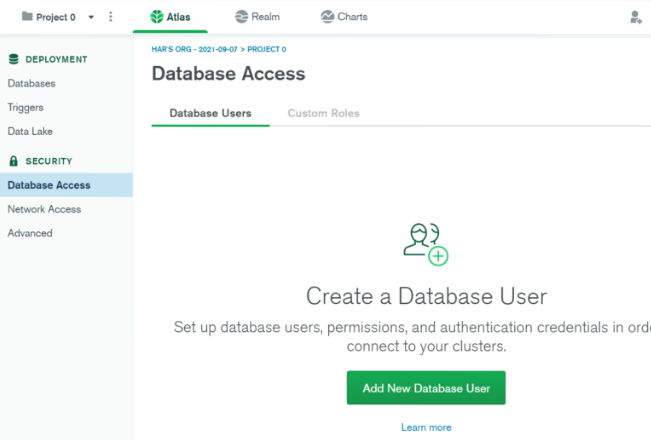 Project 0
Atlas
Realm
Charts
DEPLOYMENT
Databases
Triggers
Data Lake
SECURITY
Database Access
Network Access
Advanced
HAR'S ORG - 2021-09-07 > PROJECT 0
Database Access
Database Users
Custom Roles
Create a Database User
Set up database users, permissions, and authentication credentials in
connect to your clusters.
Add New Database User
Learn more